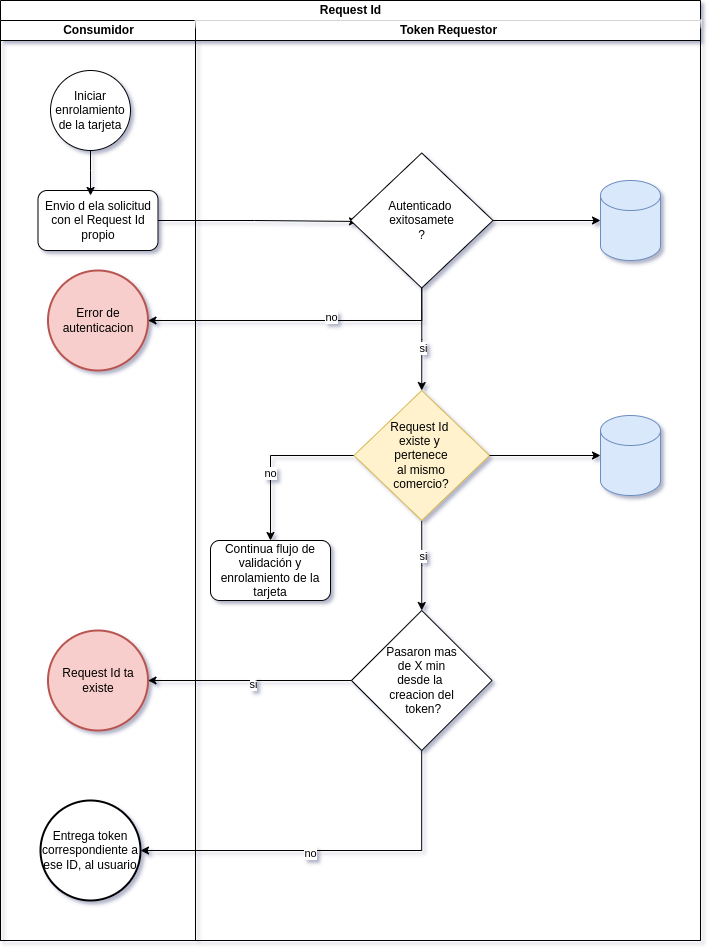 Request Id
Consumidor
Token Requestor
Iniciar
enrolamiento
de la tarjeta
Envio d ela solicitud
con el Request Id
propio
Autenticado
exitosamete
?
Error de
autenticacion
no
si
Request Id
existe y
pertenece
al mismo
comercio?
no
Continua flujo de
validación y
enrolamiento de la
tarjeta
si
Pasaron mas
de X min
desde la
creacion del
token?
Request Id ta
existe
si
Entrega token
correspondiente a
ese ID, al usuario
no